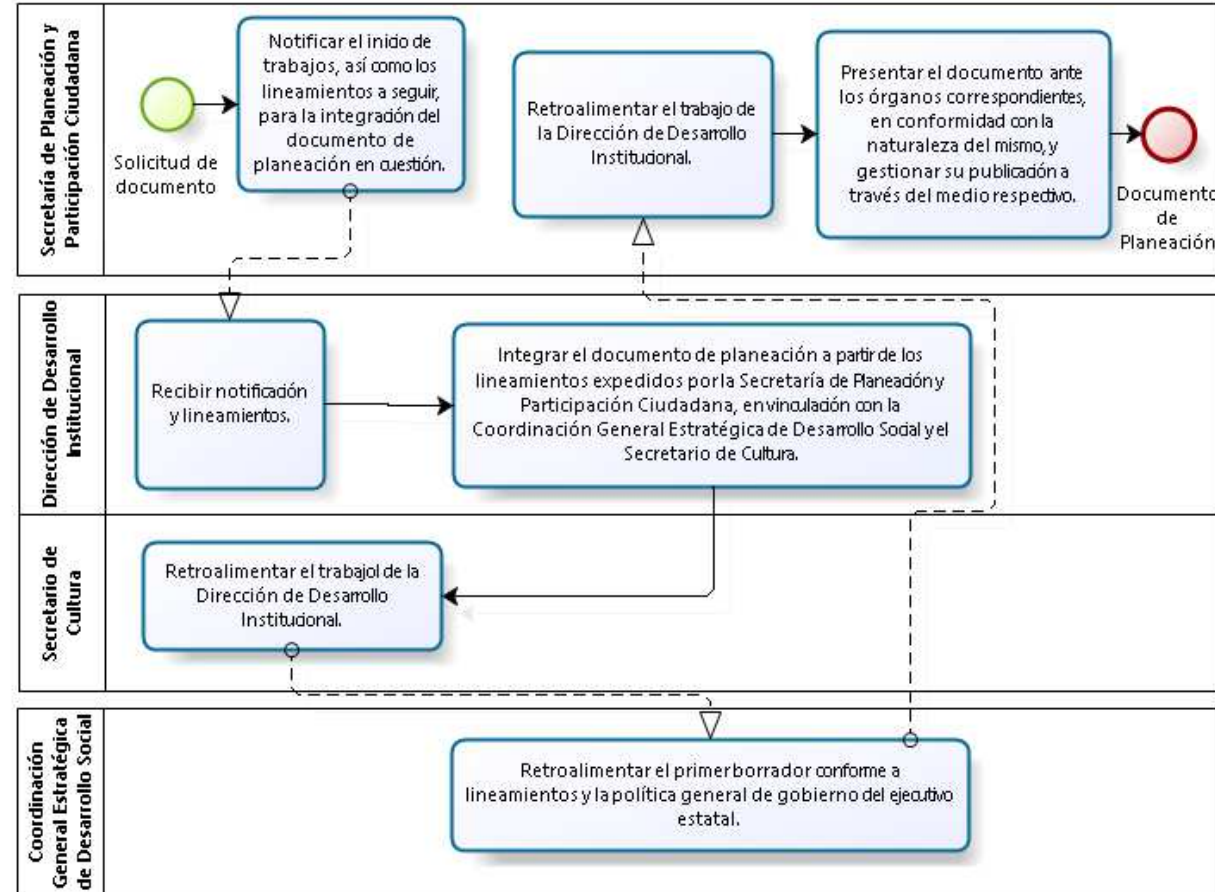 Secretaría de Planeación y
Participación Ciudadana
Solicitud de
documento
Notificar el inicio de
trabajos, así como los
lineamientos a seguir,
para la integración del
documento de
planeación en cuestión.
Retroalimentar el trabajo de
la Dirección de Desarrollo
Institucional.
Presentar el documento ante
los órganos correspondientes,
en conformidad con la
naturaleza del mismo, y
gestionar su publicación a
través del medio respectivo.
Documento
de
Planeación
Dirección de Desarrollo
Institucional
Recibir notificación
y lineamientos.
Integrar el documento de planeación a partir de los
lineamientos expedidos por la Secretaría de Planeación y
Participación Ciudadana, en vinculación con la
Coordinación General Estratégica de Desarrollo Social y el
Secretario de Cultura.
Secretario de
Cultura
Retroalimentar el trabajol de la
Dirección de Desarrollo
Institucional.
Coordinación
General Estratégica
de Desarrollo Social
Retroalimentar el primer borrador conforme a
lineamientos y la política general de gobierno del ejecutivo
estatal.